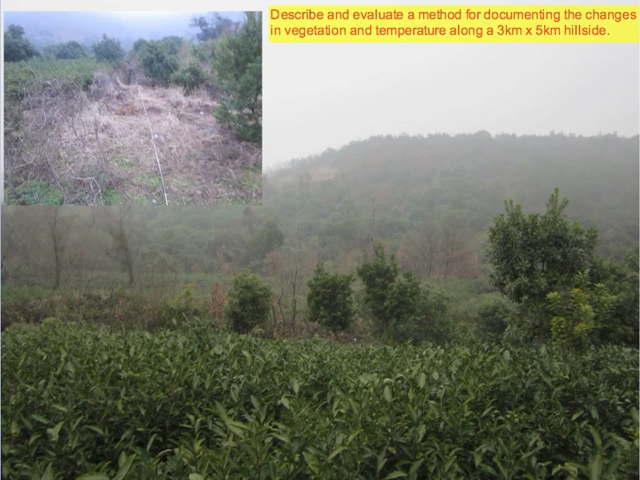 Describe and evaluate a method for documenting the changes
in vegetation and temperature along a 3km x 5km hillside.